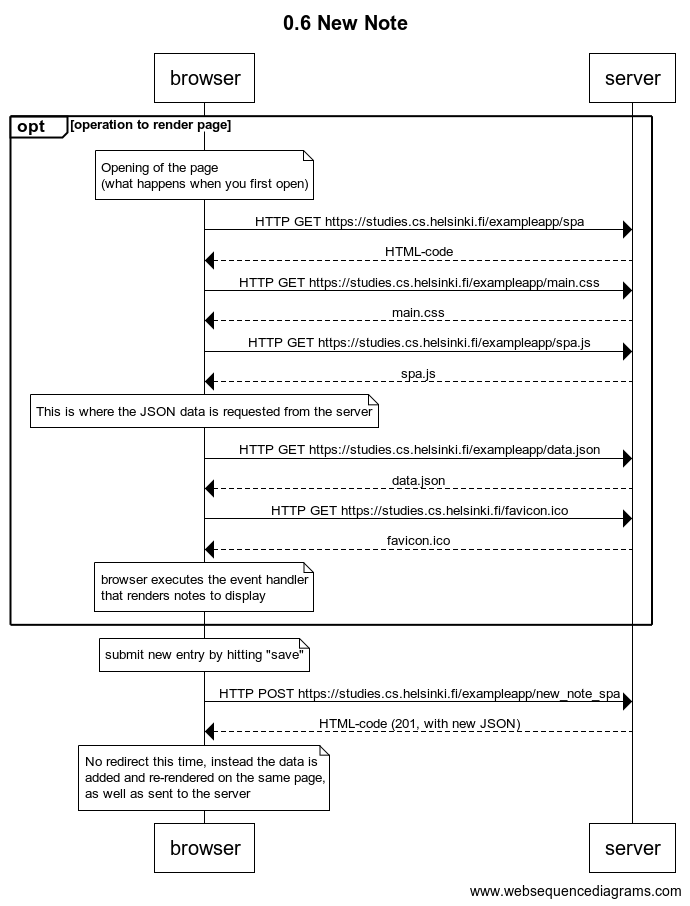 0.6 New Note
browser
server
opt
[operation to render page]
Opening of the page
(what happens when you first open)
HTTP GET https://studies.cs.helsinki.fi/exampleapp/spa
HTML-code
HTTP GET https://studies.cs.helsinki.fi/exampleapp/main.css
main.css
HTTP GET https://studies.cs.helsinki.fi/exampleapp/spa.js
spa.js
This is where the JSON data is requested from the server
HTTP GET https://studies.cs.helsinki.fi/exampleapp/data.json
data.json
HTTP GET https://studies.cs.helsinki.fi/favicon.ico
favicon.ico
browser executes the event handler
that renders notes to display
submit new entry by hitting "save"
HTTP POST https://studies.cs.helsinki.fi/exampleapp/new_note_spa
HTML-code (201, with new JSON)
No redirect this time, instead the data is
added and re-rendered on the same page,
as well as sent to the server
browser
server
www.websequencediagrams.com